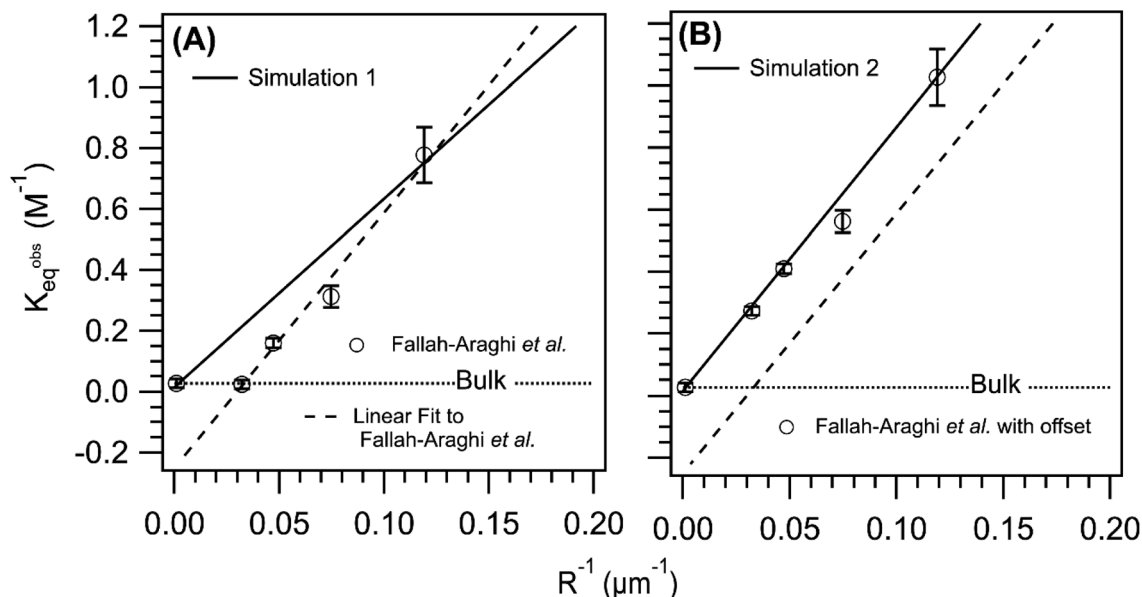 (A)
Simulation 1
Fallah-Araghi et al.
Bulk
Linear Fit to
Fallah-Araghi et al.
1.2
1.0
0.8
0.6
0.4
0.2
0.0
-0.2
K_eq^obs (M^-1)
0.00 0.05 0.10 0.15 0.20
(B)
Simulation 2
Bulk
Fallah-Araghi et al. with offset
0.00 0.05 0.10 0.15 0.20
R^-1 (μm^-1)